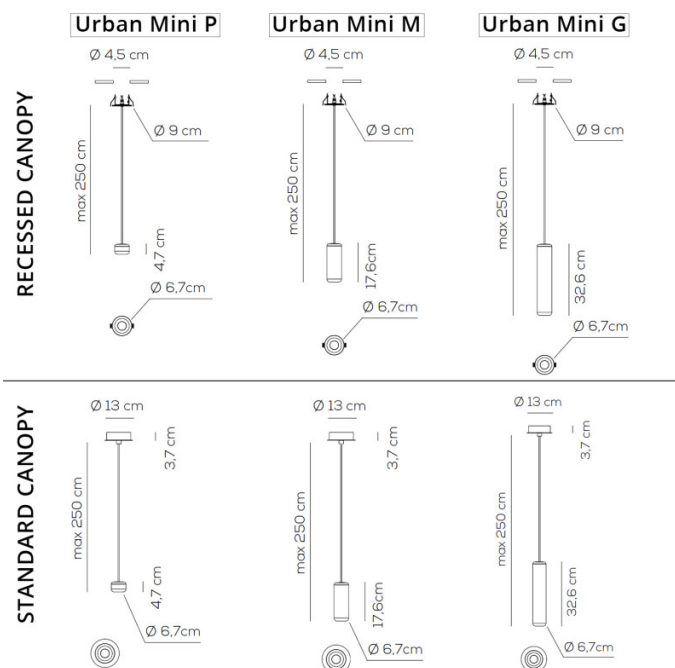 Urban Mini P
Urban Mini M
Urban Mini G
RECESSED CANOPY
Ø 4,5 cm
Ø 9 cm
max 250 cm
4,7 cm
Ø 6,7cm
Ø 4,5 cm
Ø 9 cm
max 250 cm
17,6cm
Ø 6,7cm
Ø 4,5 cm
Ø 9 cm
max 250 cm
32,6 cm
Ø 6,7cm
STANDARD CANOPY
Ø 13 cm
3,7 cm
max 250 cm
4,7 cm
Ø 6,7cm
Ø 13 cm
3,7 cm
max 250 cm
17,6cm
Ø 6,7cm
Ø 13 cm
3,7 cm
max 250 cm
32,6 cm
Ø 6,7cm